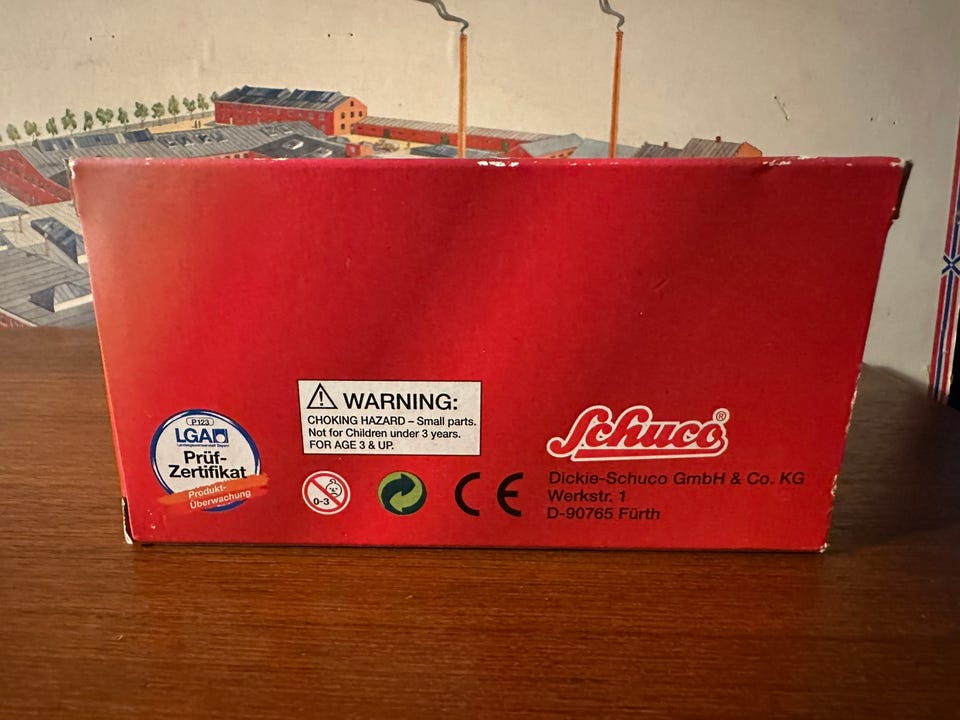 P 123
LGA
Prüf-
Zertifikat
Produkt-
Überwachung
WARNING:
CHOKING HAZARD – Small parts.
Not for Children under 3 years.
FOR AGE 3 & UP.
0-3
CE
Schuco®
Dickie-Schuco GmbH & Co. KG
Werkstr. 1
D-90765 Fürth